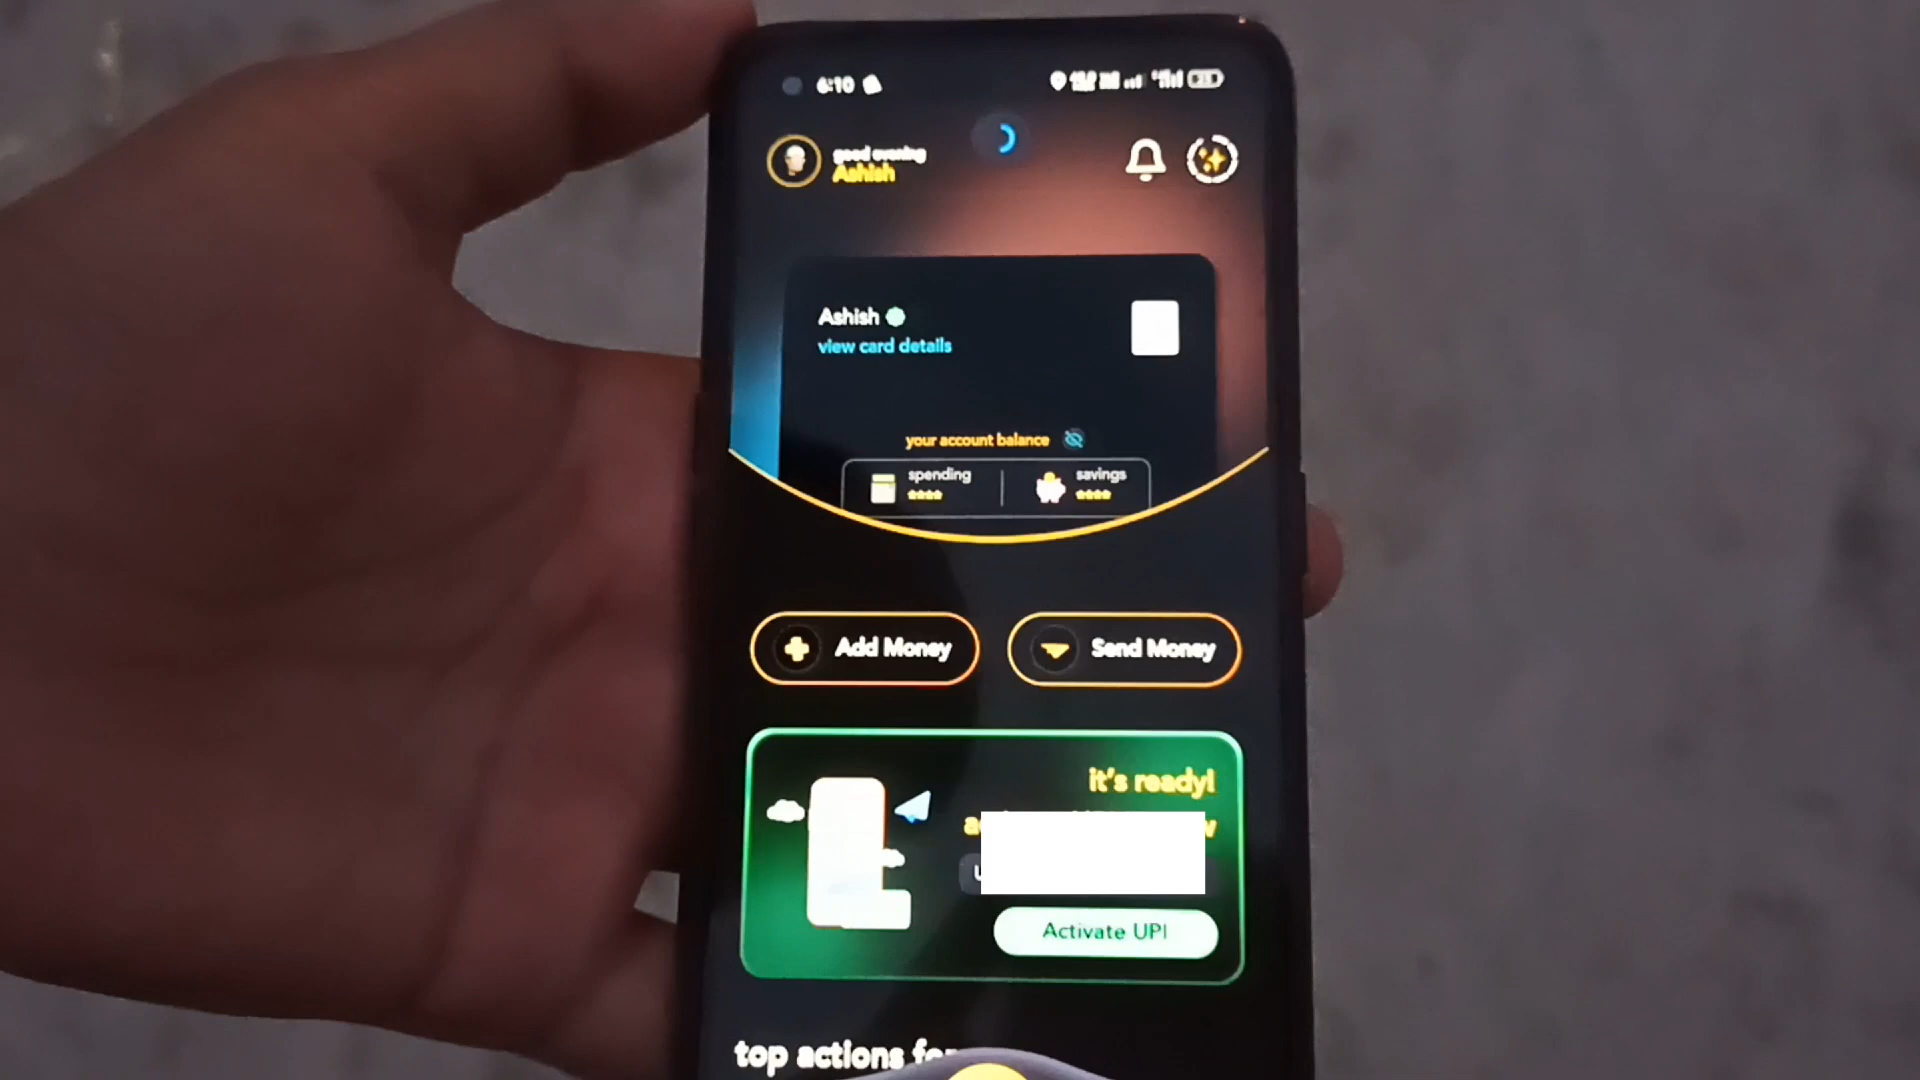 6:10
good evening
Ashish
Ashish
view card details
your account balance
spending
****
savings
****
Add Money
Send Money
it's ready!
Activate UPI
top actions for